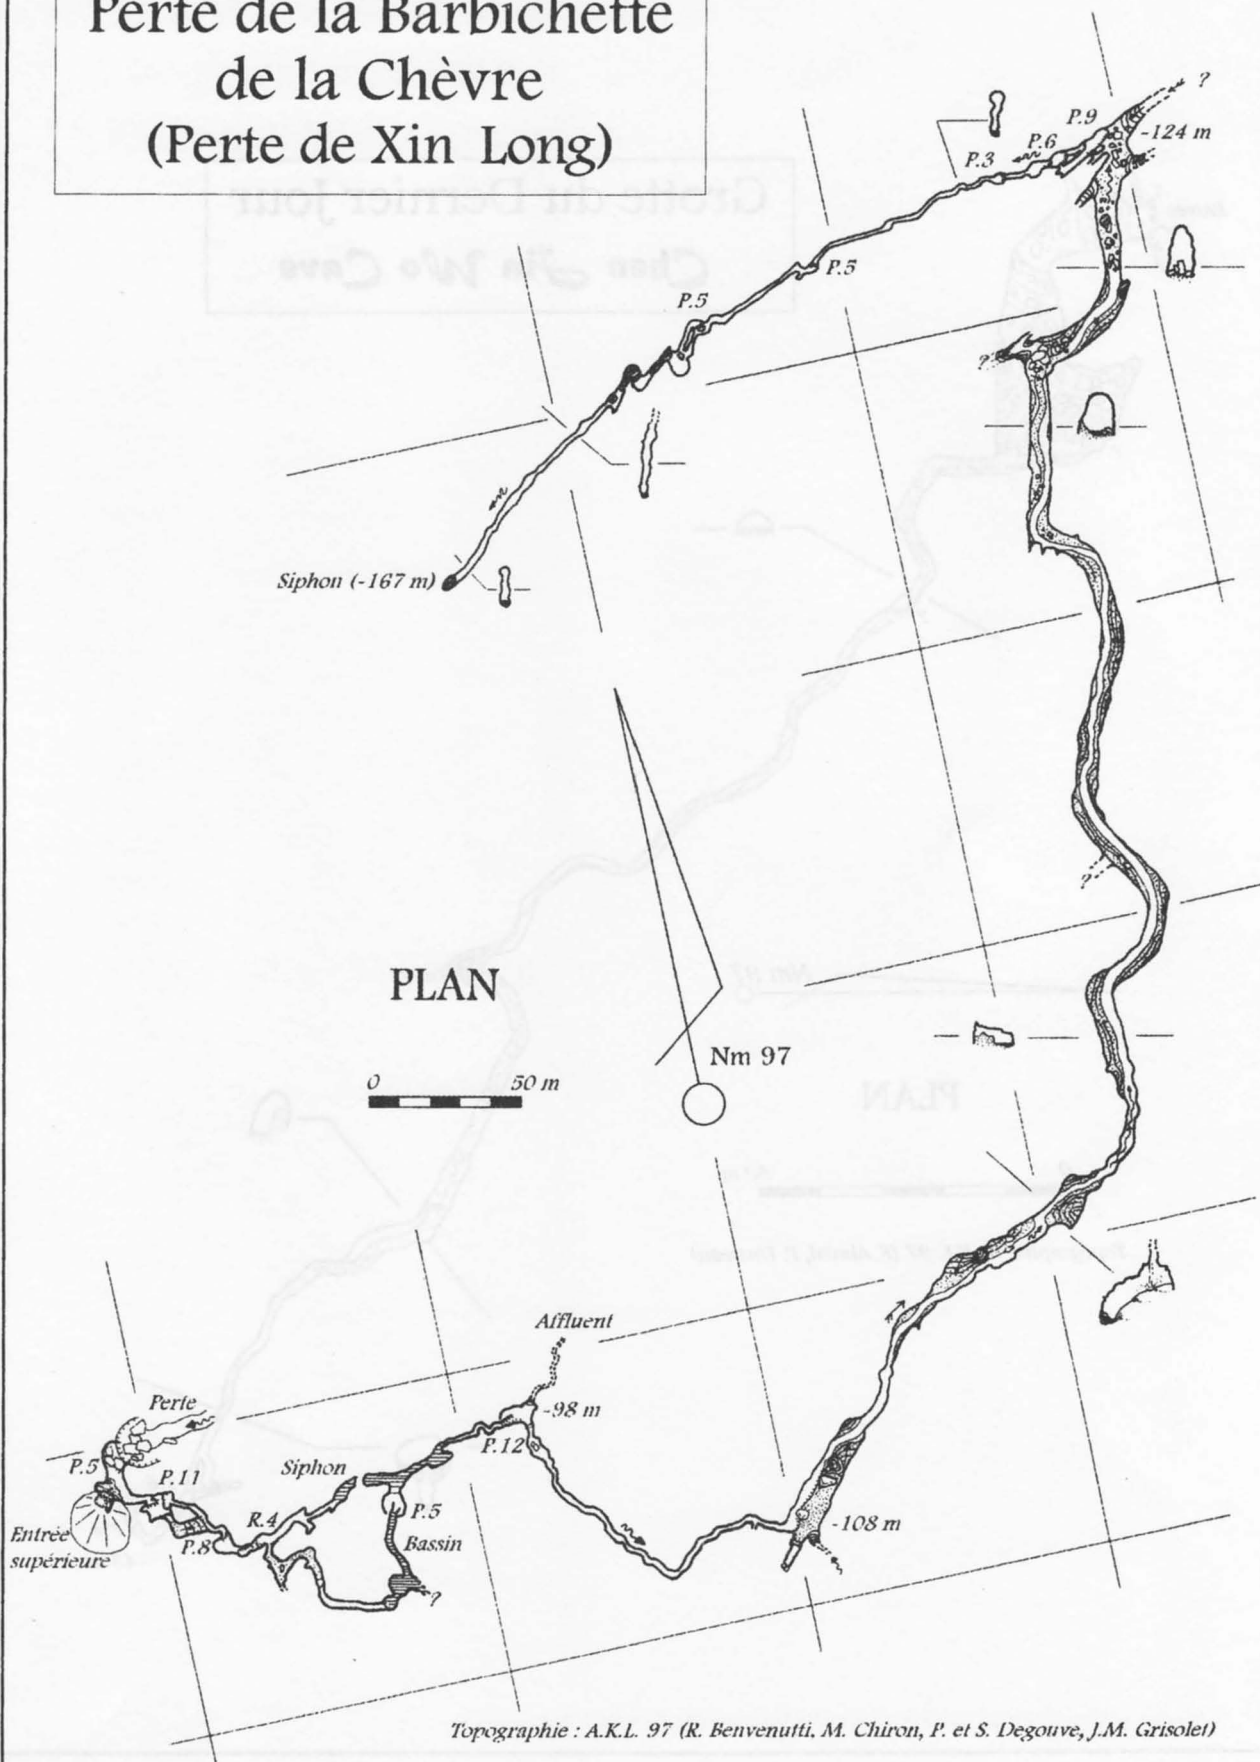 Perte de la Barbichette
de la Chèvre
(Perte de Xin Long)
?
P.9
-124 m
P.6
P.3
P.5
P.5
?
Siphon (-167 m)
?
PLAN
Nm 97
0 50 m
Affluent
-98 m
Perte
P.12
P.5
P.11
Siphon
P.5
R.4
-108 m
Entrée
supérieure
P.8
Bassin
?
Topographie : A.K.L. 97 (R. Benvenutti, M. Chiron, P. et S. Degouve, J.M. Grisolet)